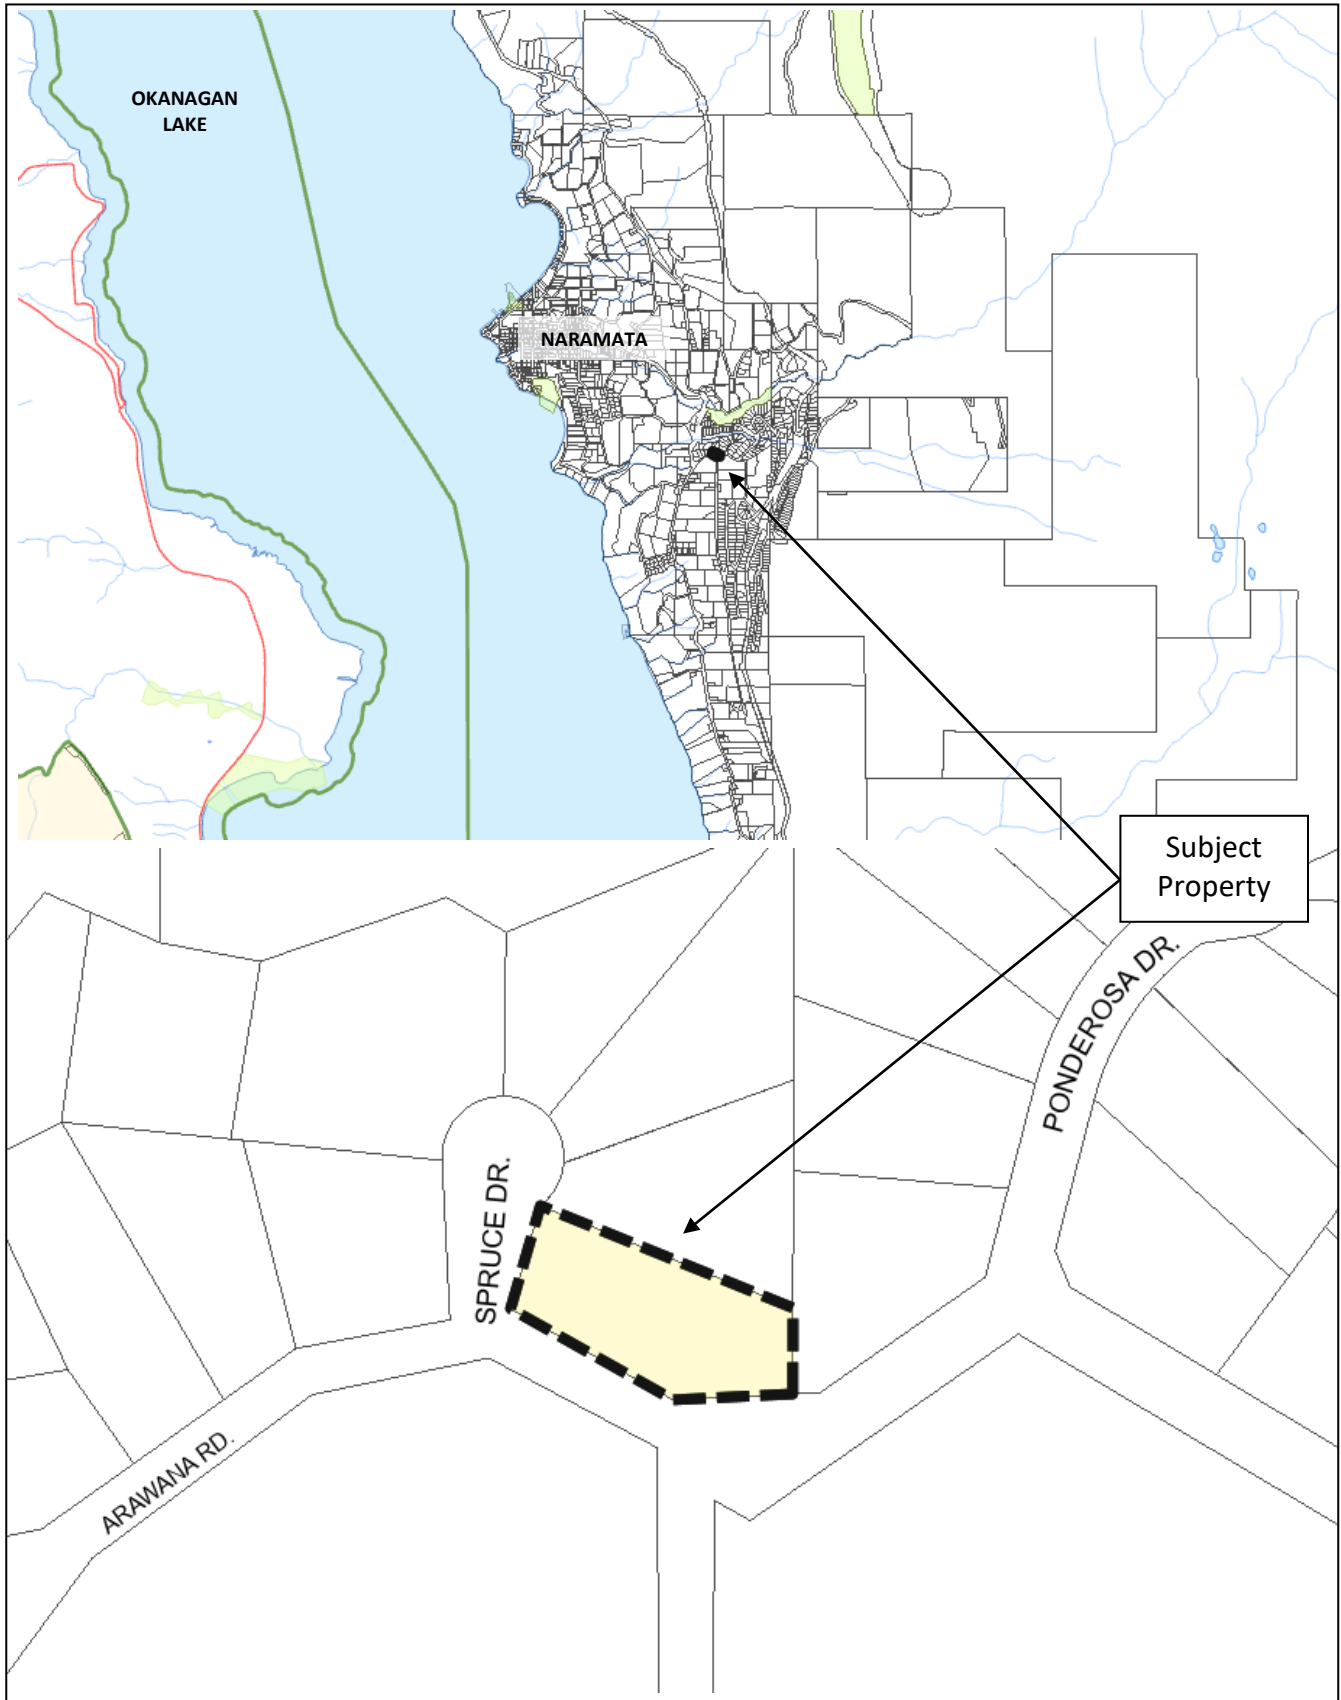 OKANAGAN
LAKE
NARAMATA
Subject
Property
PONDEROSA DR.
SPRUCE DR.
ARAWANA RD.